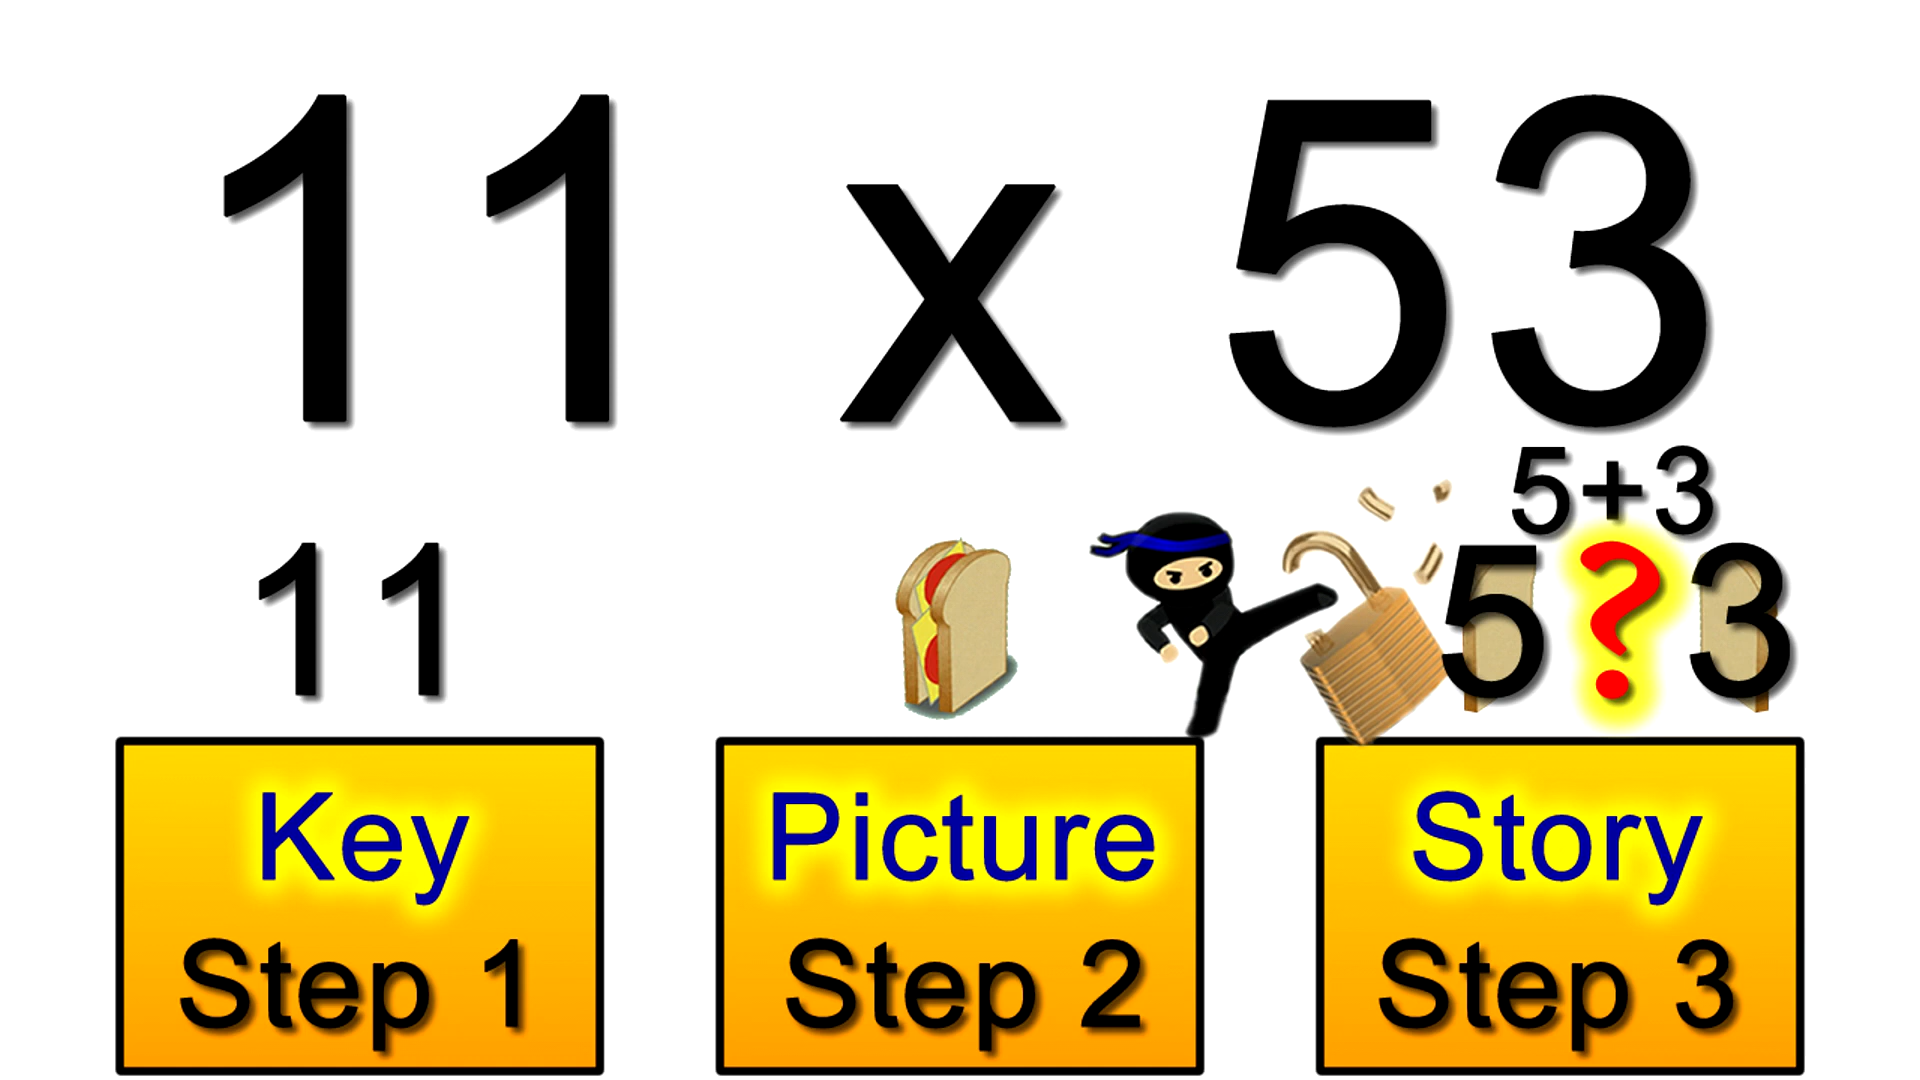 11 x 53
5+3
11
5?3
Key
Step 1
Picture
Step 2
Story
Step 3